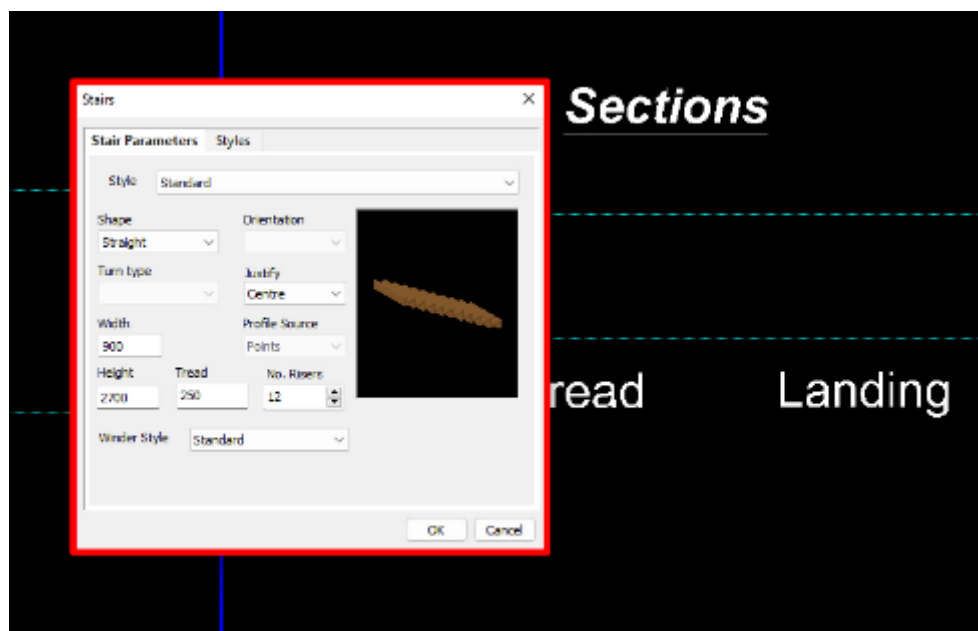 Stairs
Sections
Stair Parameters Styles
Style Standard
Shape Orientation
Straight
Turn type Justify
Centre
Width Profile Source
900 Points
Height Tread No. Risers
2700 250 12
read Landing
Winder Style Standard
OK Cancel